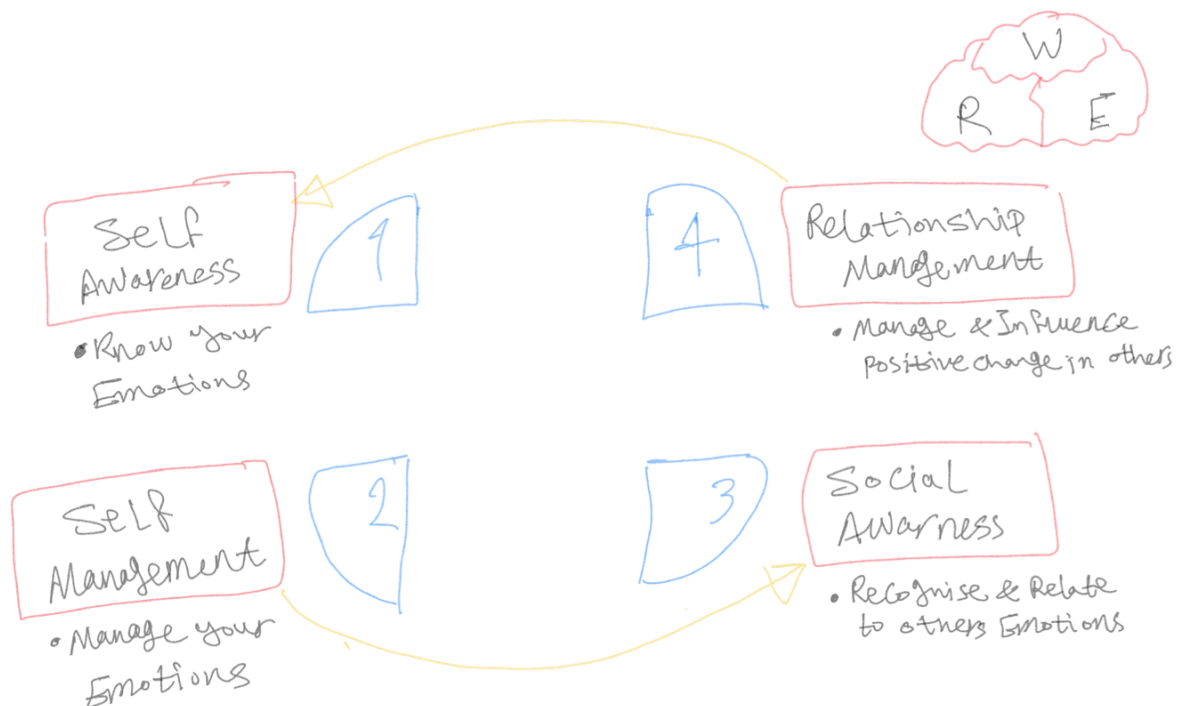 W
R E
Self
Awareness
1
• Know your
Emotions
4
Relationship
Management
• Manage & Influence
Positive change in others
Self
Management
2
• Manage your
Emotions
3
Social
Awarness
• Recognise & Relate
to others Emotions